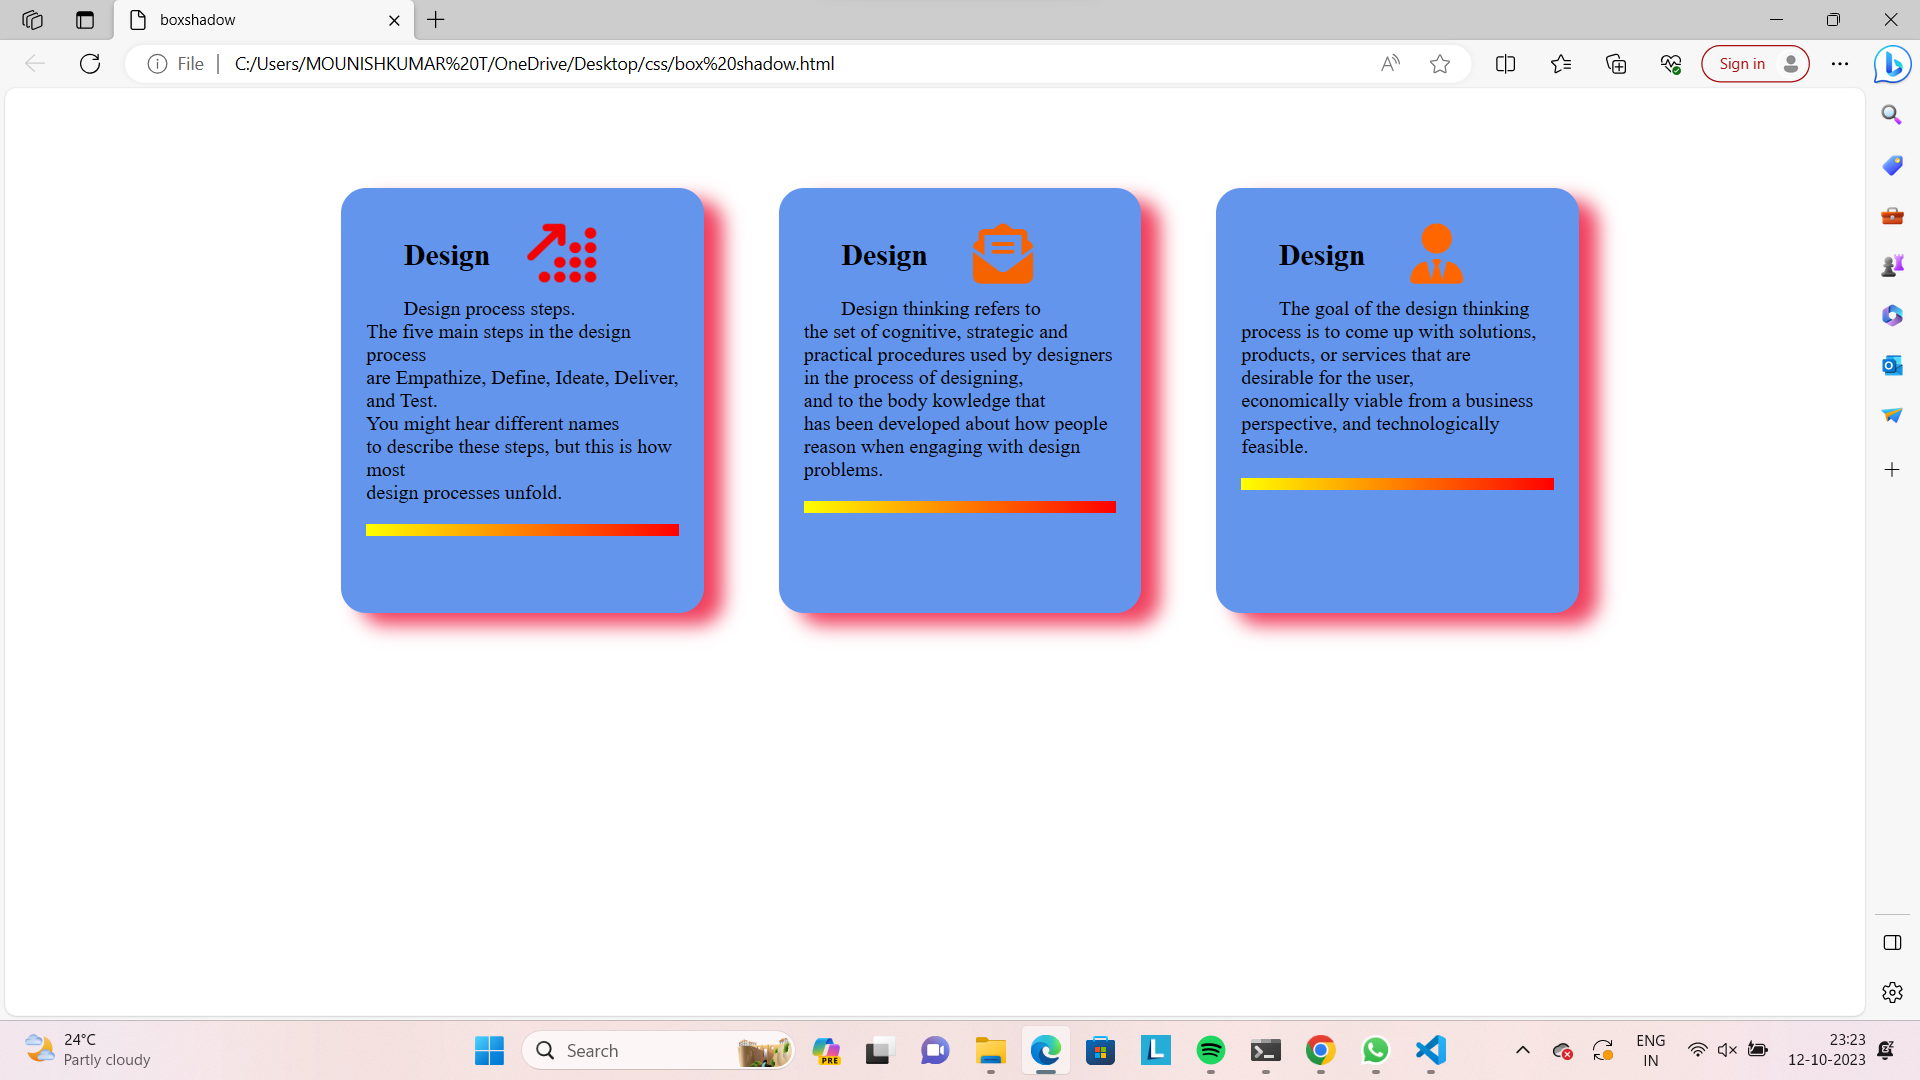 boxshadow
File
C:/Users/MOUNISHKUMAR%20T/OneDrive/Desktop/css/box%20shadow.html
Sign in
Design
Design process steps.
The five main steps in the design
process
are Empathize, Define, Ideate, Deliver,
and Test.
You might hear different names
to describe these steps, but this is how
most
design processes unfold.
Design
Design thinking refers to
the set of cognitive, strategic and
practical procedures used by designers
in the process of designing,
and to the body kowledge that
has been developed about how people
reason when engaging with design
problems.
Design
The goal of the design thinking
process is to come up with solutions,
products, or services that are
desirable for the user,
economically viable from a business
perspective, and technologically
feasible.
24°C
Partly cloudy
Search
PRE
L
ENG
IN
23:23
12-10-2023